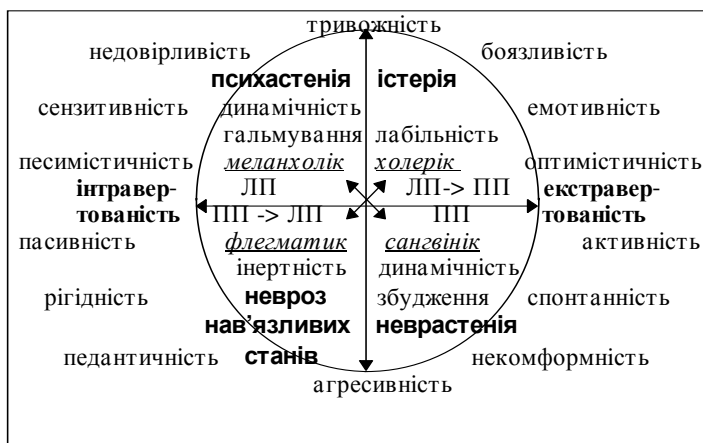 тривожність
недовірливість боязливість
психастенія істерія
сензитивність динамічність емотивність
гальмування лабільність
песимістичність меланхолік холерік оптимістичність
інтравер- ЛП ЛП-> ПП екстравер-
тованість ПП -> ЛП ПП тованість
пасивність флегматик сангвінік активність
інертність динамічність
рігідність невроз збудження спонтанність
нав’язливих неврастенія
педантичність станів некомформність
агресивність